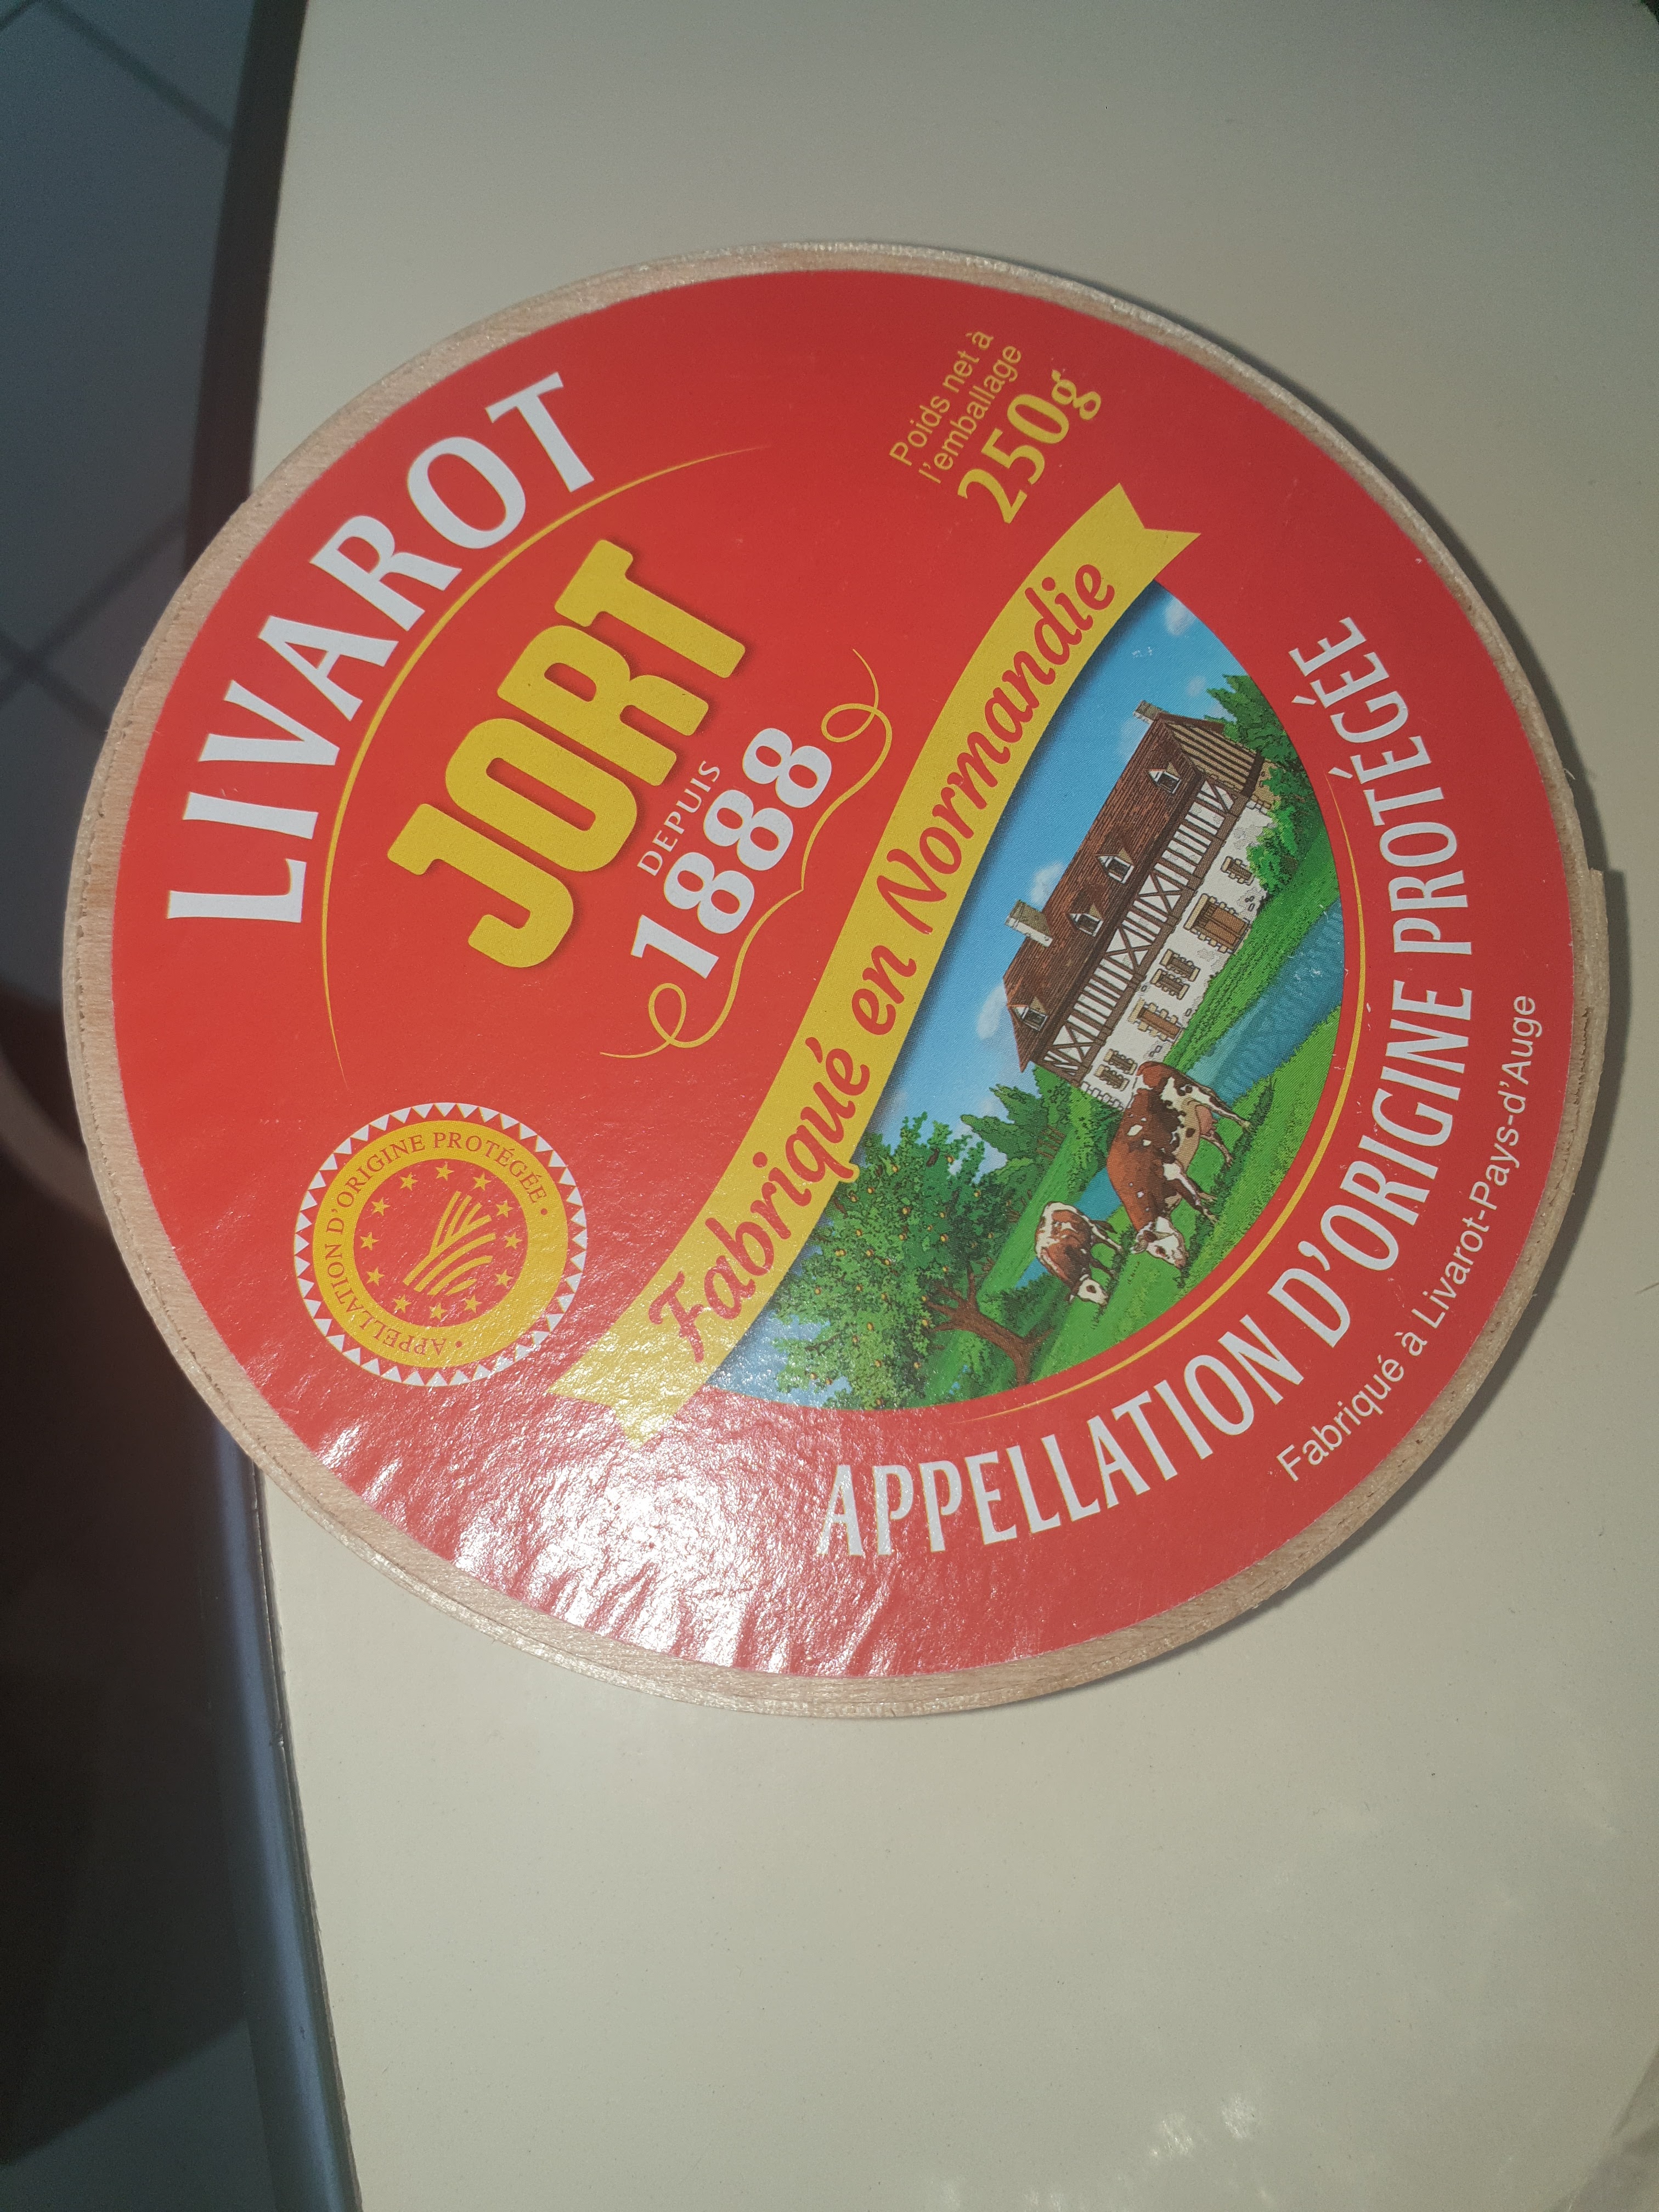 LIVAROT
JORT
DEPUIS
1888
Poids net à
l'emballage
250g
Fabriqué en Normandie
• APPELLATION D'ORIGINE PROTÉGÉE •
APPELLATION D'ORIGINE PROTÉGÉE
Fabriqué à Livarot-Pays-d'Auge